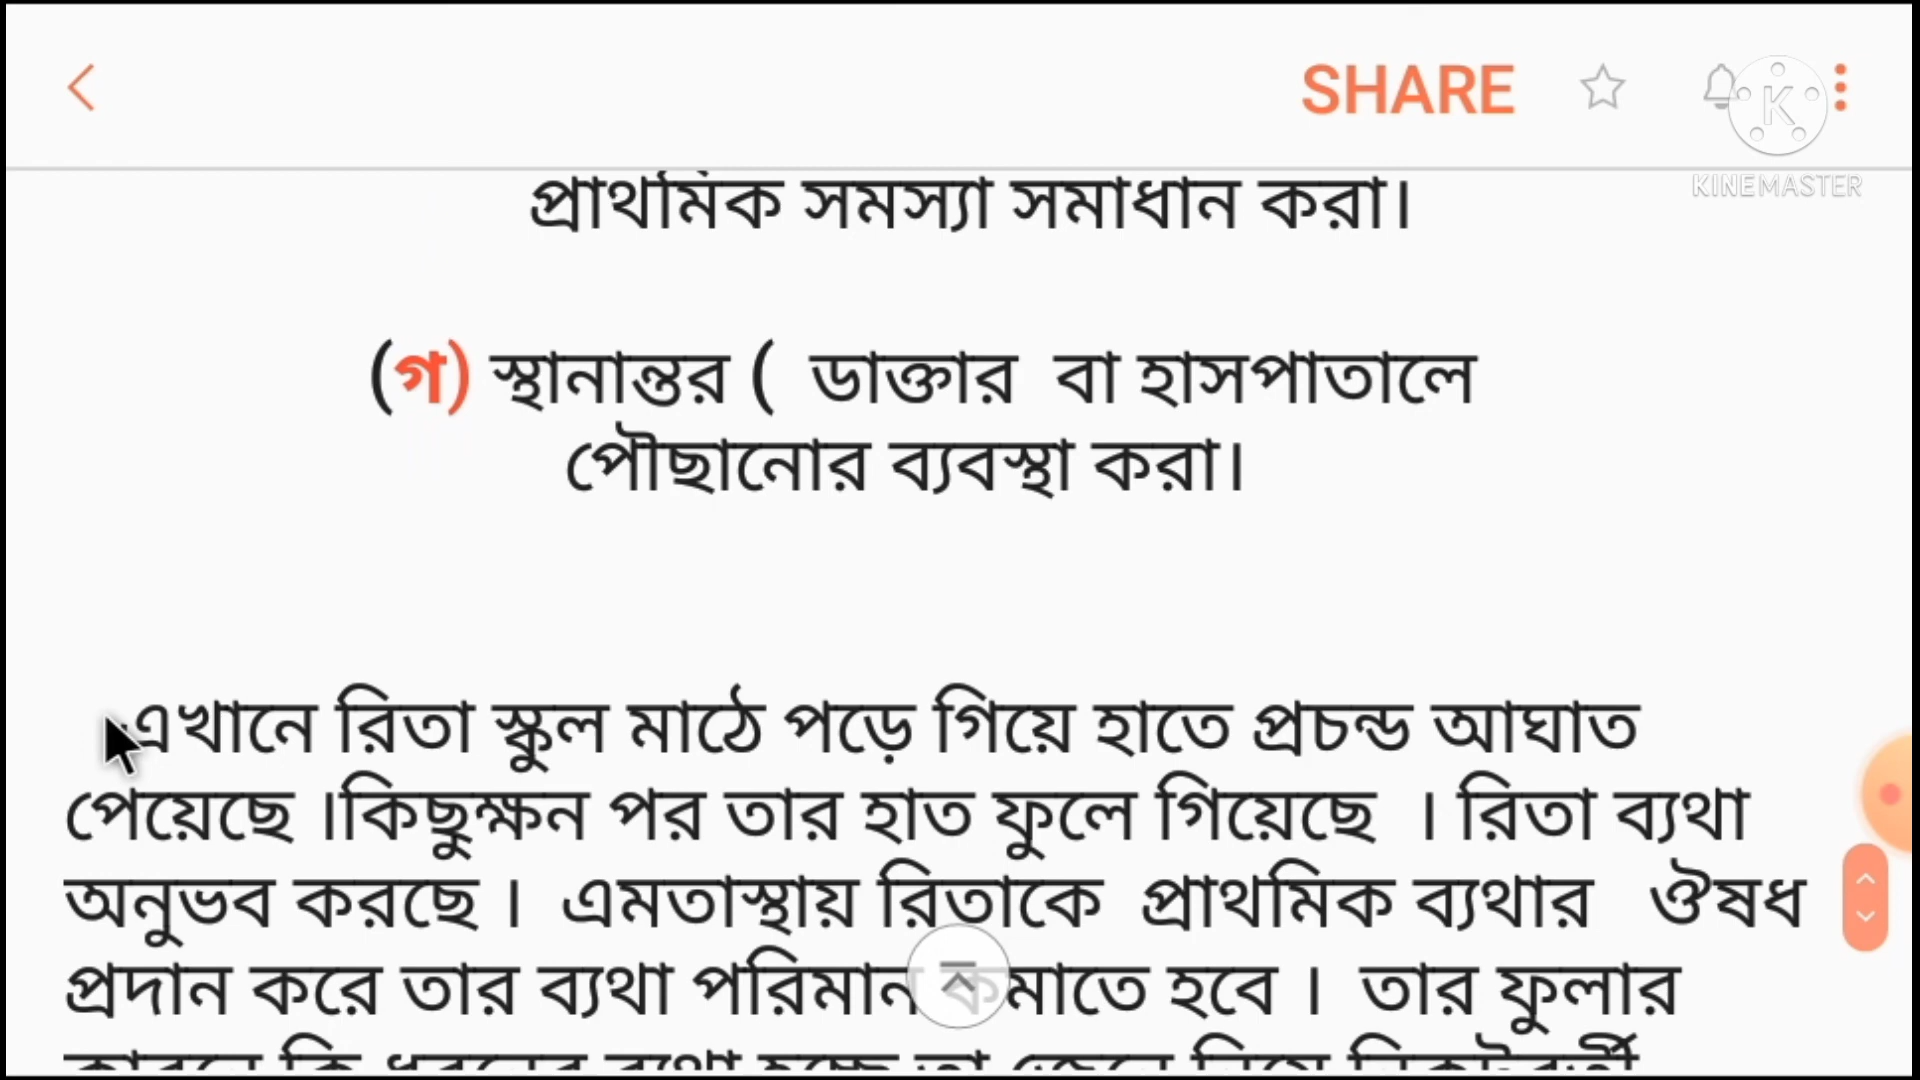 SHARE
KINEMASTER
প্রাথমিক সমস্যা সমাধান করা।
(গ) স্থানান্তর ( ডাক্তার বা হাসপাতালে
পৌছানোর ব্যবস্থা করা।
এখানে রিতা স্কুল মাঠে পড়ে গিয়ে হাতে প্রচন্ড আঘাত
পেয়েছে ।কিছুক্ষন পর তার হাত ফুলে গিয়েছে । রিতা ব্যথা
অনুভব করছে । এমতাস্থায় রিতাকে প্রাথমিক ব্যথার ঔষধ
প্রদান করে তার ব্যথা পরিমান কমাতে হবে । তার ফুলার